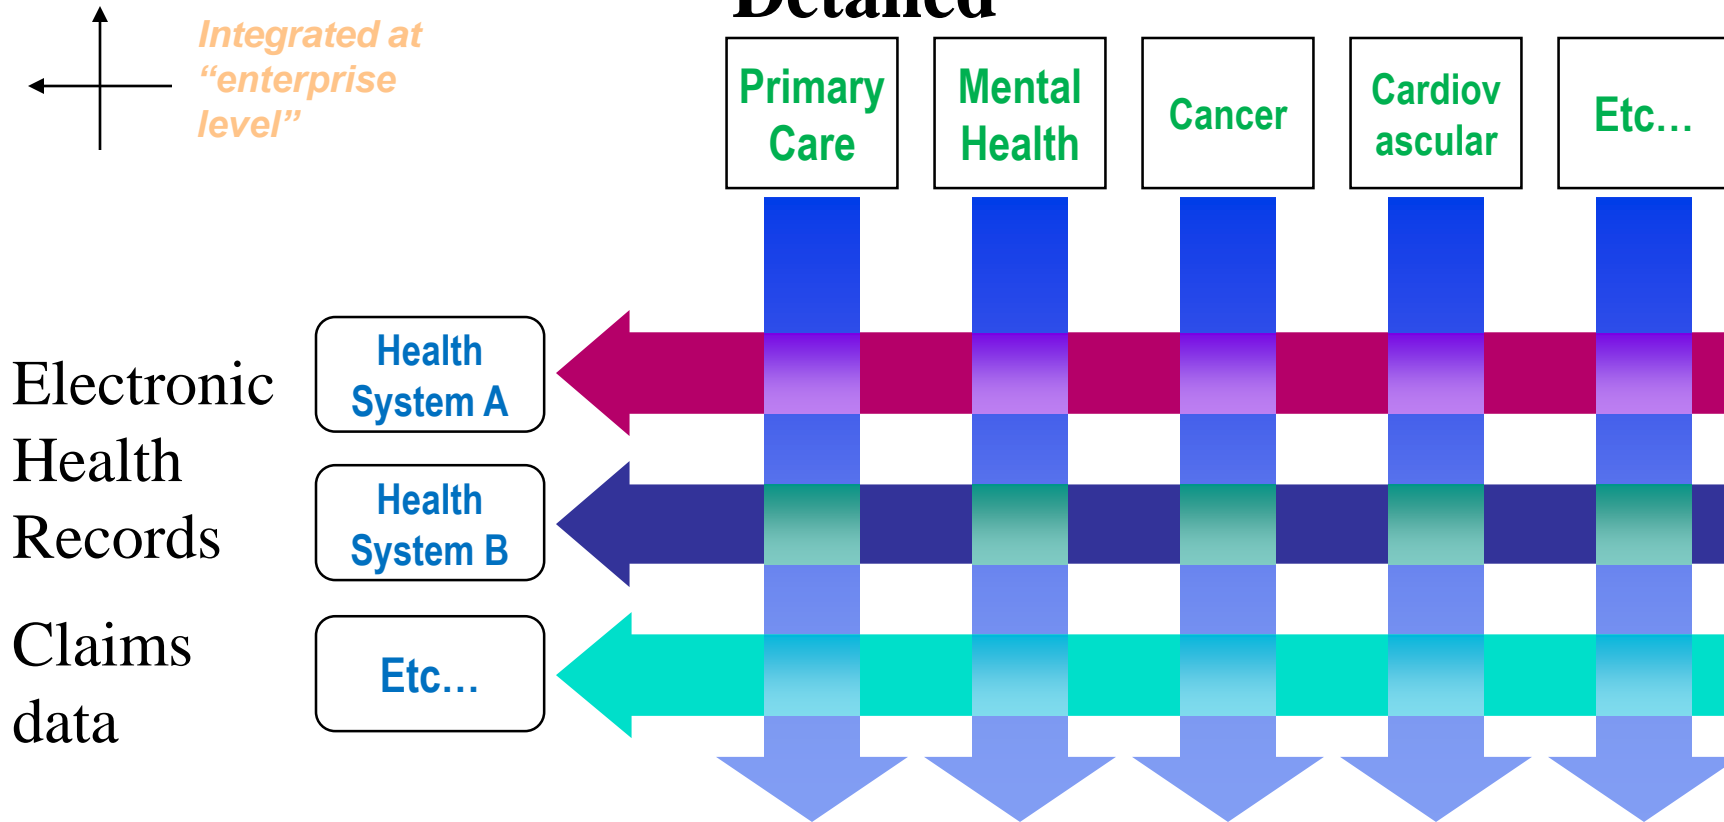 Detailed
Integrated at
“enterprise
level”
Primary
Care
Mental
Health
Cancer
Cardiov
ascular
Etc…
Electronic
Health
Records
Health
System A
Health
System B
Claims
data
Etc…